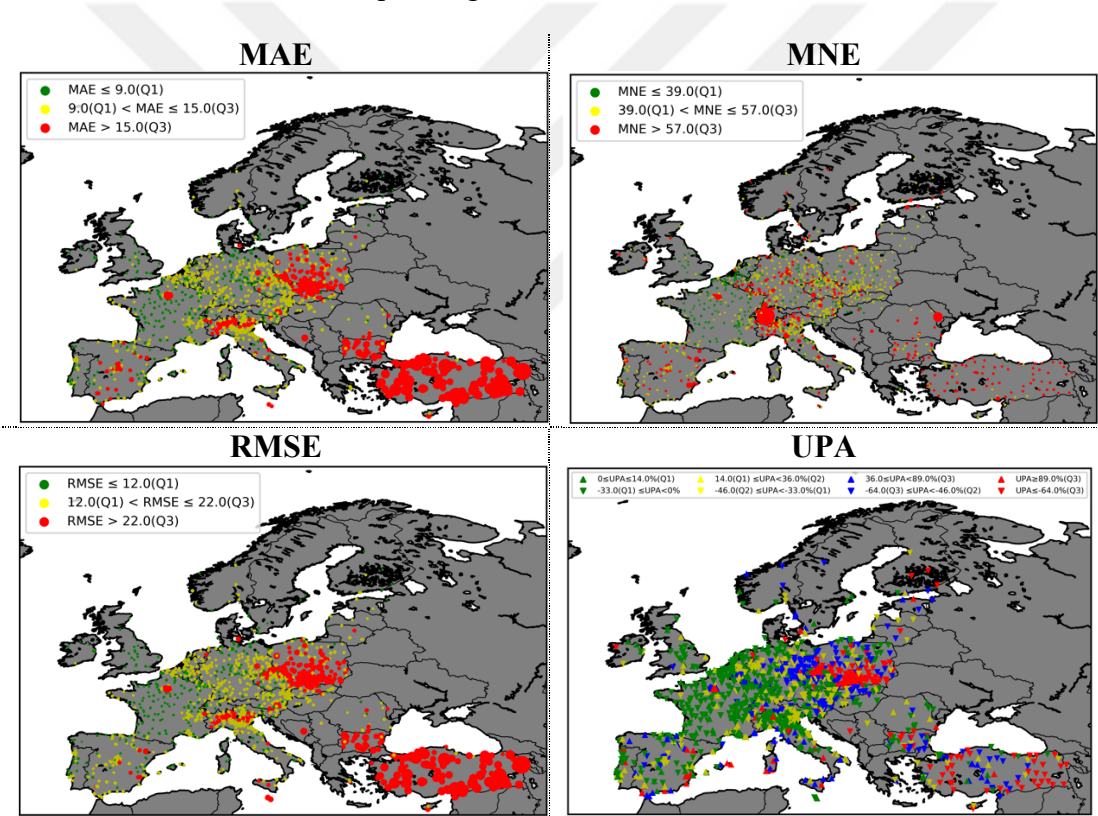 MAE
MAE ≤ 9.0(Q1)
9.0(Q1) < MAE ≤ 15.0(Q3)
MAE > 15.0(Q3)
MNE
MNE ≤ 39.0(Q1)
39.0(Q1) < MNE ≤ 57.0(Q3)
MNE > 57.0(Q3)
RMSE
RMSE ≤ 12.0(Q1)
12.0(Q1) < RMSE ≤ 22.0(Q3)
RMSE > 22.0(Q3)
UPA
0≤UPA≤14.0%(Q1) 14.0(Q1) ≤UPA<36.0%(Q2) 36.0≤UPA<89.0%(Q3) UPA≥89.0%(Q3)
-33.0(Q1) ≤UPA<0% -46.0(Q2) ≤UPA<-33.0%(Q1) -64.0(Q3) ≤UPA<-46.0%(Q2) UPA≤-64.0%(Q3)